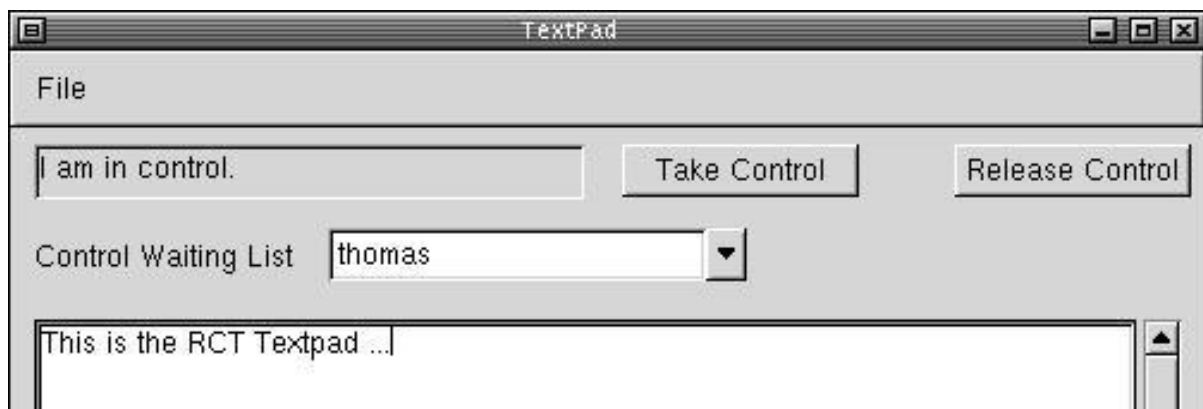 TextPad
File
I am in control. Take Control Release Control
Control Waiting List thomas
This is the RCT Textpad ...